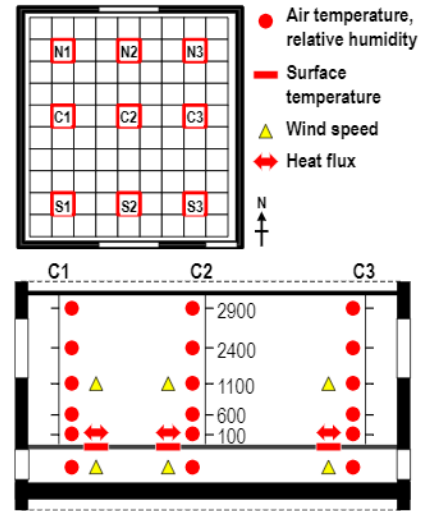 Air temperature,
relative humidity
Surface
temperature
Wind speed
Heat flux
N
N1 N2 N3
C1 C2 C3
S1 S2 S3
C1 C2 C3
2900
2400
1100
600
100